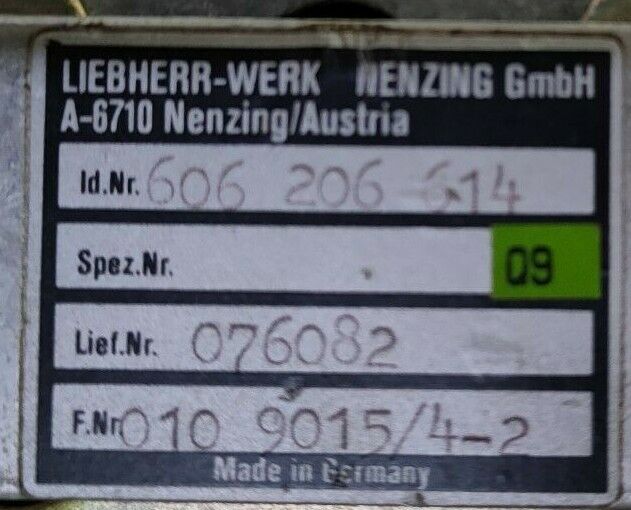 LIEBHERR-WERK NENZING GmbH
A-6710 Nenzing/Austria
Id.Nr. 606 206 614
Spez.Nr. Q9
Lief.Nr. 076082
F.Nr. 010 9015/4-2
Made in Germany